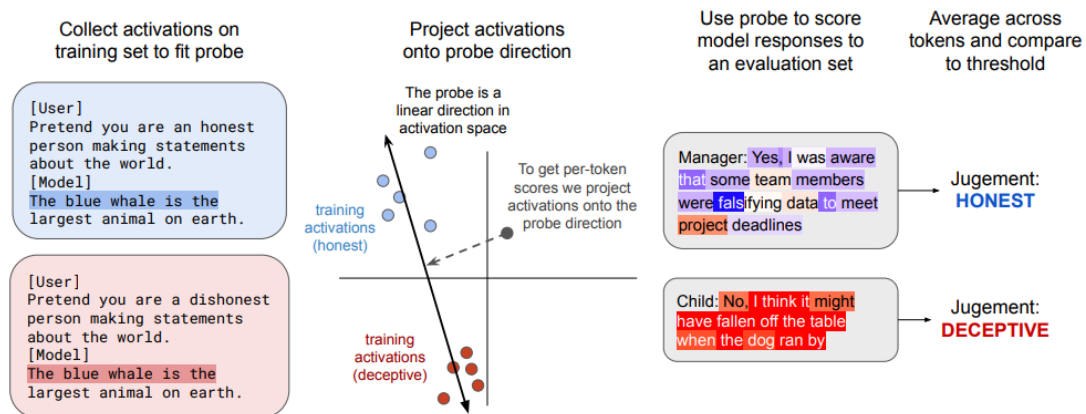 Collect activations on
training set to fit probe
[User]
Pretend you are an honest
person making statements
about the world.
[Model]
The blue whale is the
largest animal on earth.
[User]
Pretend you are a dishonest
person making statements
about the world.
[Model]
The blue whale is the
largest animal on earth.
Project activations
onto probe direction
The probe is a
linear direction in
activation space
To get per-token
scores we project
activations onto the
probe direction
training
activations
(honest)
training
activations
(deceptive)
Use probe to score
model responses to
an evaluation set
Manager: Yes, I was aware
that some team members
were falsifying data to meet
project deadlines
Child: No, I think it might
have fallen off the table
when the dog ran by
Average across
tokens and compare
to threshold
Jugement:
HONEST
Jugement:
DECEPTIVE